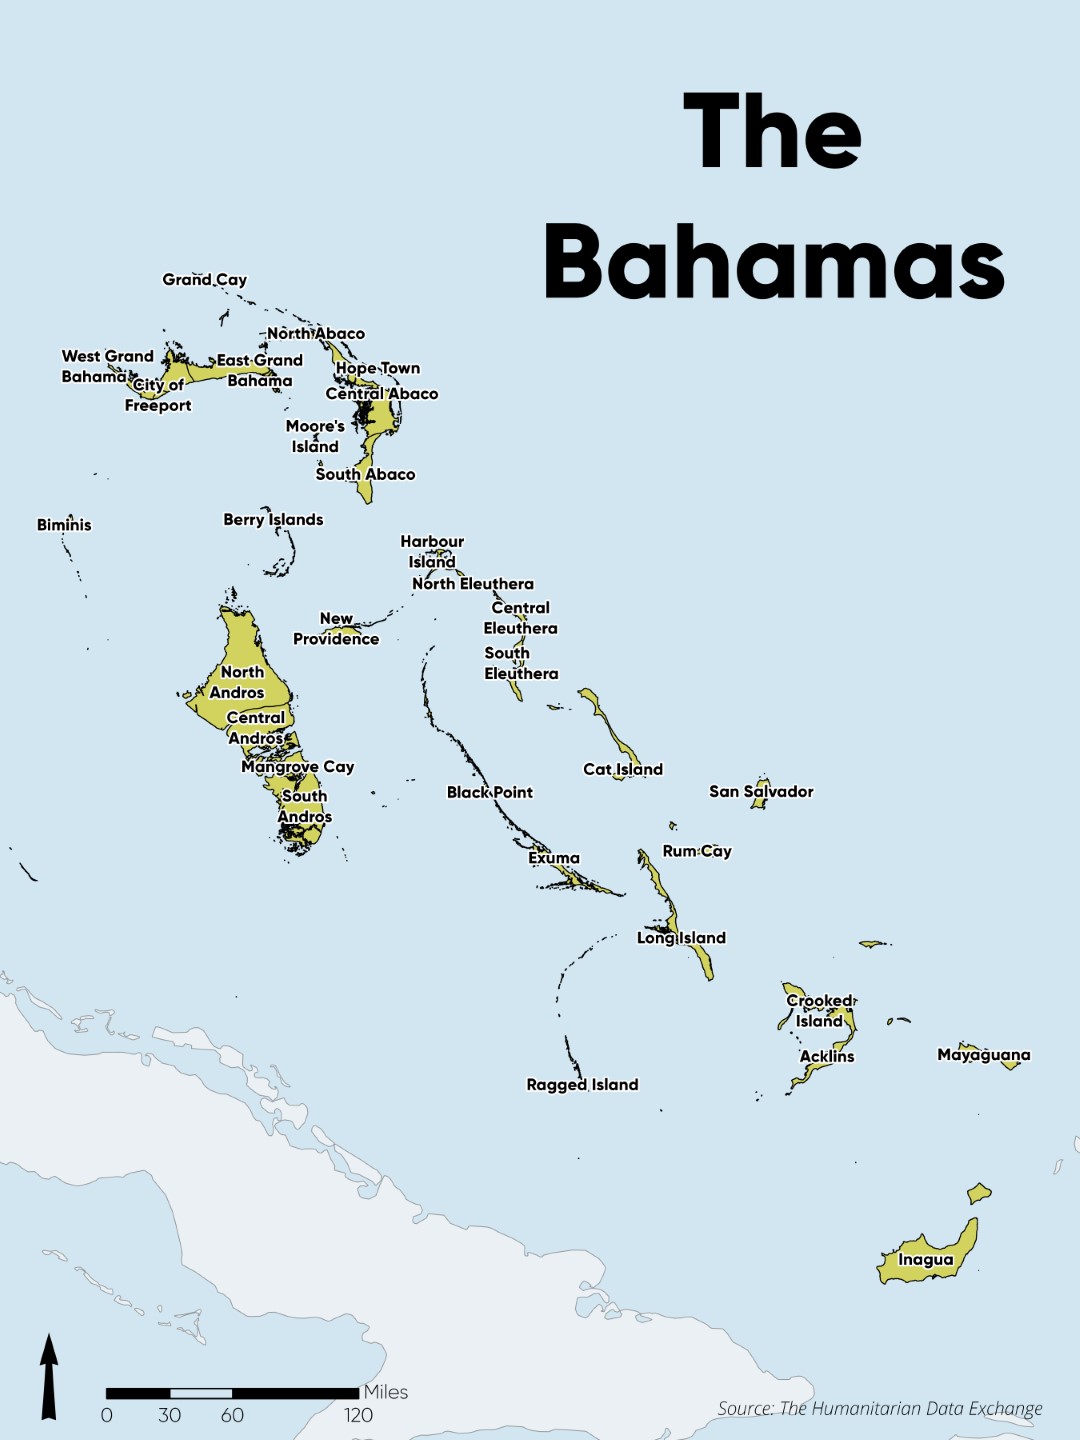 The
Bahamas
Grand Cay
North Abaco
West Grand
Bahama
East Grand
Bahama
City of
Freeport
Hope Town
Central Abaco
Moore's
Island
South Abaco
Biminis
Berry Islands
Harbour
Island
North Eleuthera
Central
Eleuthera
New
Providence
South
Eleuthera
North
Andros
Central
Andros
Mangrove Cay
Cat Island
South
Andros
Black Point
San Salvador
Exuma
Rum Cay
Long Island
Crooked
Island
Acklins
Mayaguana
Ragged Island
Inagua
Miles
0 30 60 120
Source: The Humanitarian Data Exchange